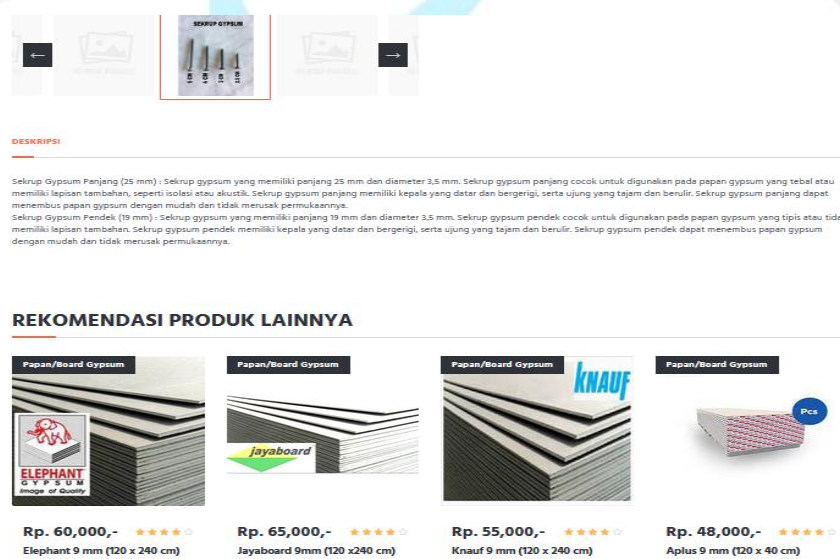 SEKRUP GYPSUM
←
→
DESKRIPSI
Sekrup Gypsum Panjang (25 mm) : Sekrup gypsum yang memiliki panjang 25 mm dan diameter 3,5 mm. Sekrup gypsum panjang cocok untuk digunakan pada papan gypsum yang tebal atau
memiliki lapisan tambahan, seperti isolasi atau akustik. Sekrup gypsum panjang memiliki kepala yang datar dan bergerigi, serta ujung yang tajam dan berulir. Sekrup gypsum panjang dapat
menembus papan gypsum dengan mudah dan tidak merusak permukaannya.
Sekrup Gypsum Pendek (19 mm) : Sekrup gypsum yang memiliki panjang 19 mm dan diameter 3,5 mm. Sekrup gypsum pendek cocok untuk digunakan pada papan gypsum yang tipis atau tida
memiliki lapisan tambahan. Sekrup gypsum pendek memiliki kepala yang datar dan bergerigi, serta ujung yang tajam dan berulir. Sekrup gypsum pendek dapat menembus papan gypsum
dengan mudah dan tidak merusak permukaannya.
REKOMENDASI PRODUK LAINNYA
Papan/Board Gypsum
Papan/Board Gypsum
Papan/Board Gypsum
Papan/Board Gypsum
ELEPHANT
GYPSUM
Image of Quality
jayaboard
KNAUF
Pcs
Rp. 60,000,-
Rp. 65,000,-
Rp. 55,000,-
Rp. 48,000,-
Elephant 9 mm (120 x 240 cm)
Jayaboard 9mm (120 x240 cm)
Knauf 9 mm (120 x 240 cm)
Aplus 9 mm (120 x 40 cm)